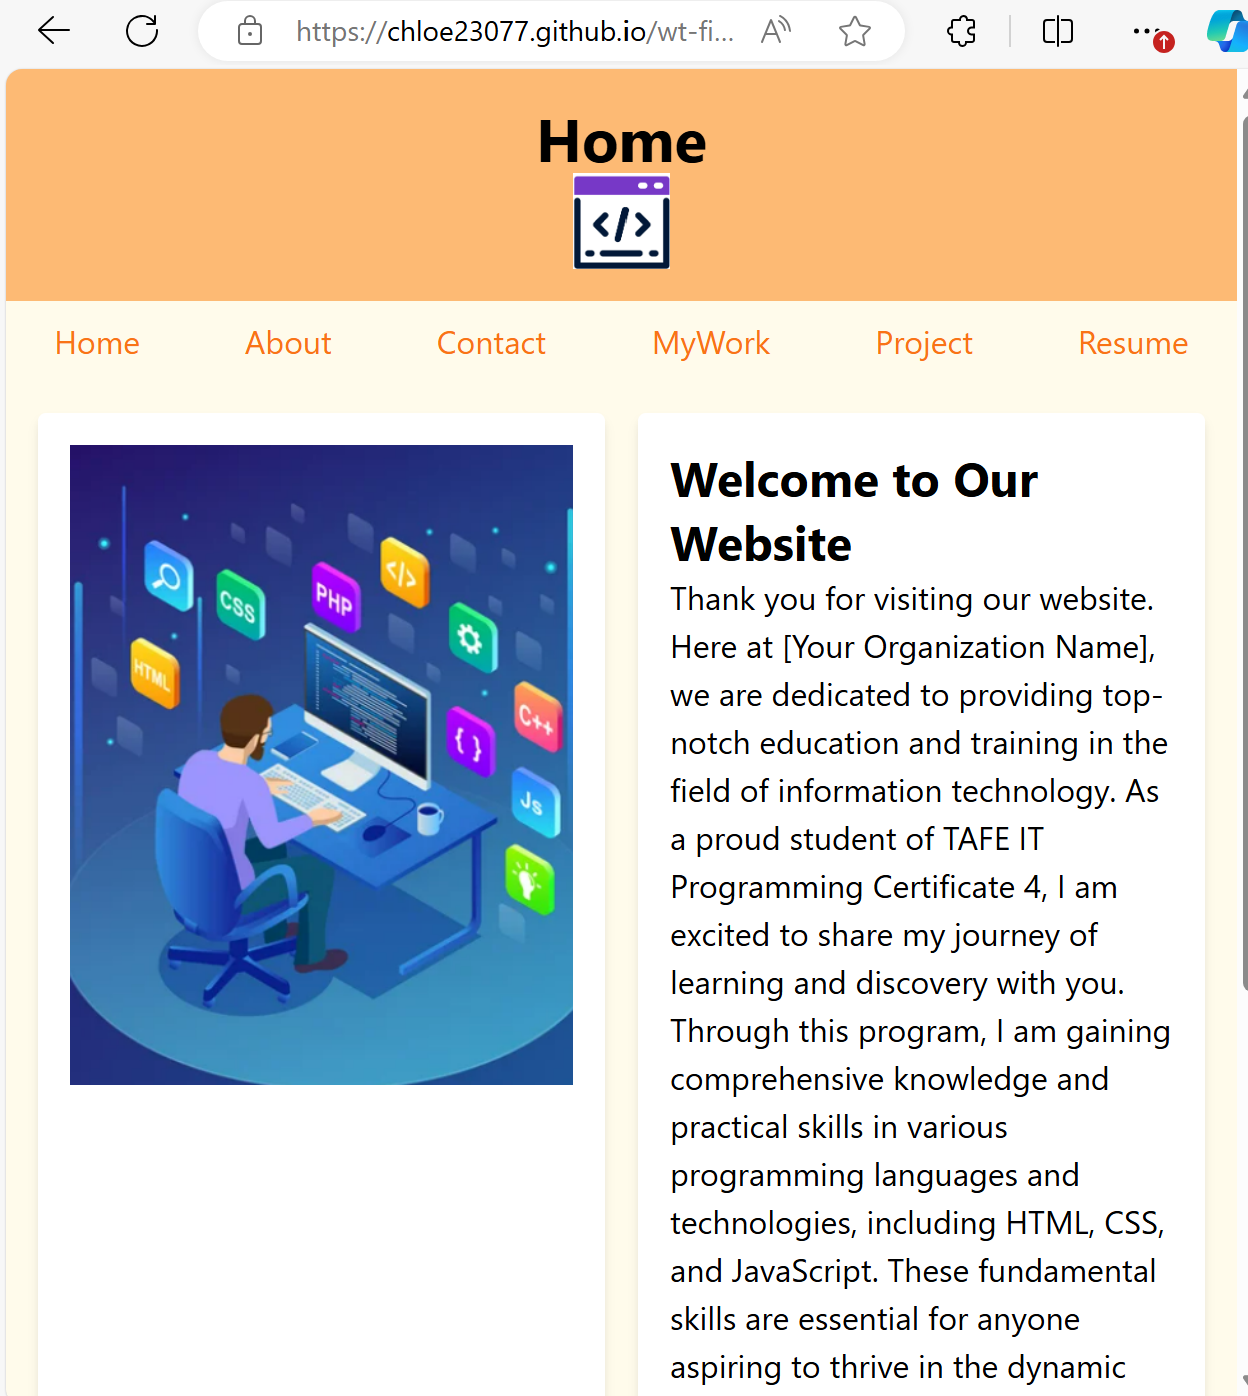 https://chloe23077.github.io/wt-fi...
Home
</>
Home About Contact MyWork Project Resume
</>
PHP
CSS
HTML
C++
{ }
Js
Welcome to Our
Website
Thank you for visiting our website.
Here at [Your Organization Name],
we are dedicated to providing top-
notch education and training in the
field of information technology. As
a proud student of TAFE IT
Programming Certificate 4, I am
excited to share my journey of
learning and discovery with you.
Through this program, I am gaining
comprehensive knowledge and
practical skills in various
programming languages and
technologies, including HTML, CSS,
and JavaScript. These fundamental
skills are essential for anyone
aspiring to thrive in the dynamic